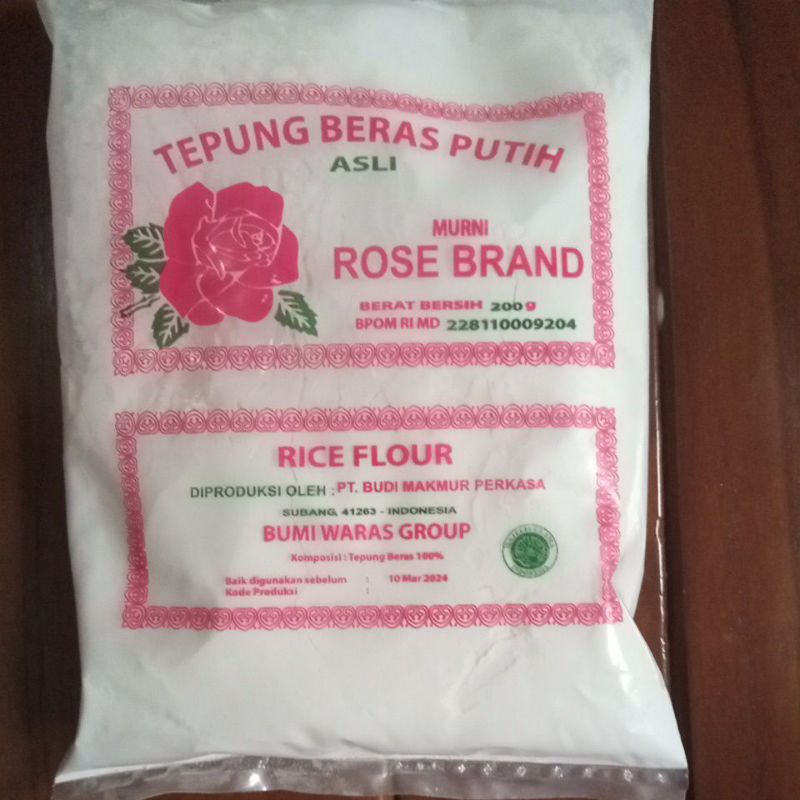 TEPUNG BERAS PUTIH
ASLI
MURNI
ROSE BRAND
BERAT BERSIH 200 g
BPOM RI MD 228110009204
RICE FLOUR
DIPRODUKSI OLEH : PT. BUDI MAKMUR PERKASA
SUBANG, 41263 - INDONESIA
BUMI WARAS GROUP
Komposisi : Tepung Beras 100%
Baik digunakan sebelum : 10 Mar 2024
Kode Produksi :